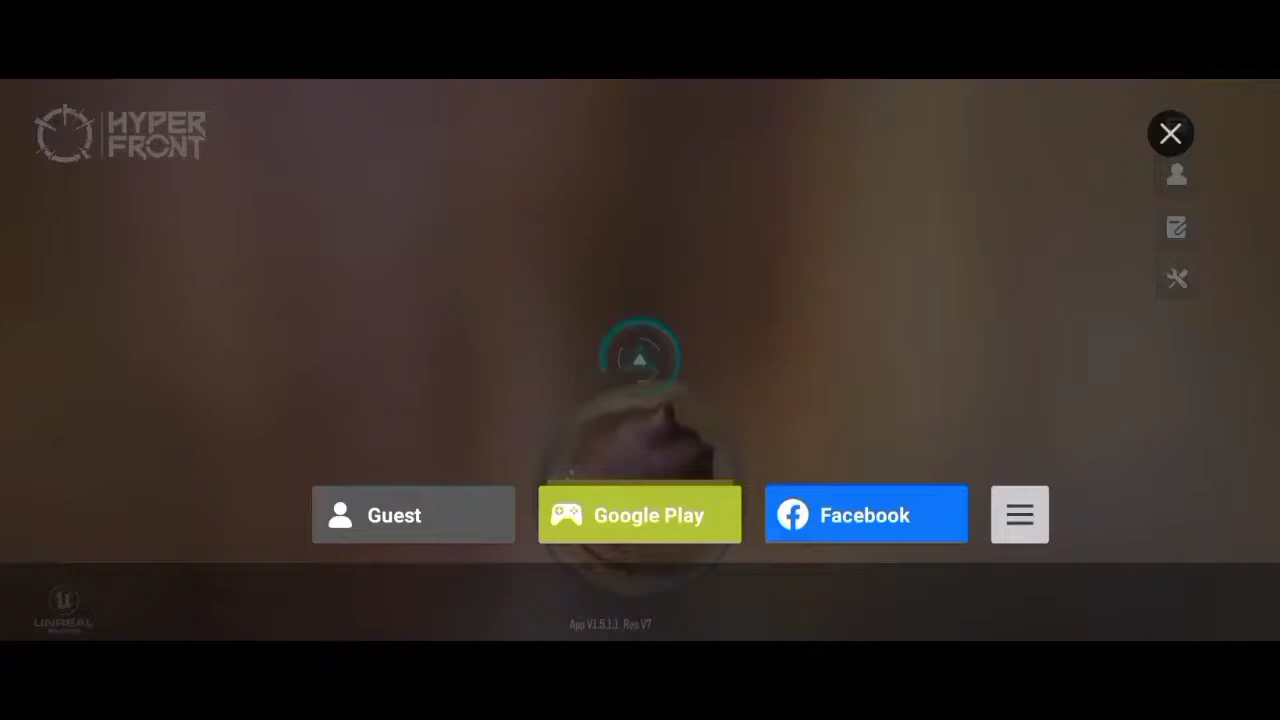 HYPER
FRONT
Guest
Google Play
Facebook
UNREAL
App V1.5.1.1 Res V7